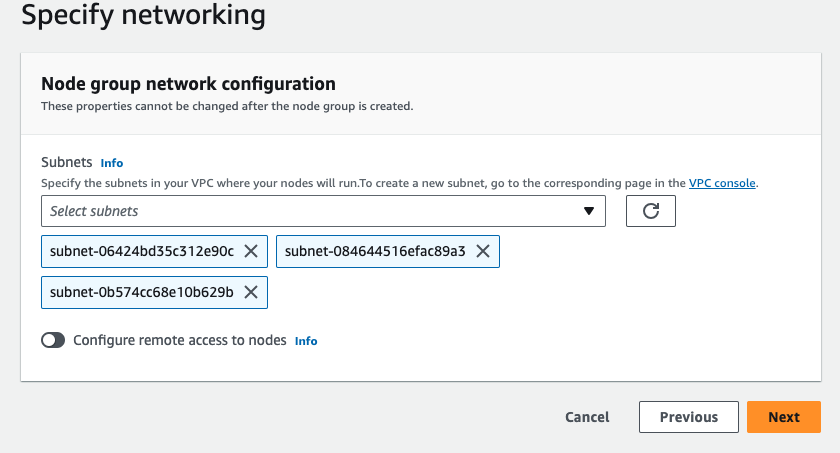 Specify networking
Node group network configuration
These properties cannot be changed after the node group is created.
Subnets Info
Specify the subnets in your VPC where your nodes will run.To create a new subnet, go to the corresponding page in the VPC console.
Select subnets
subnet-06424bd35c312e90c subnet-084644516efac89a3
subnet-0b574cc68e10b629b
Configure remote access to nodes Info
Cancel Previous Next